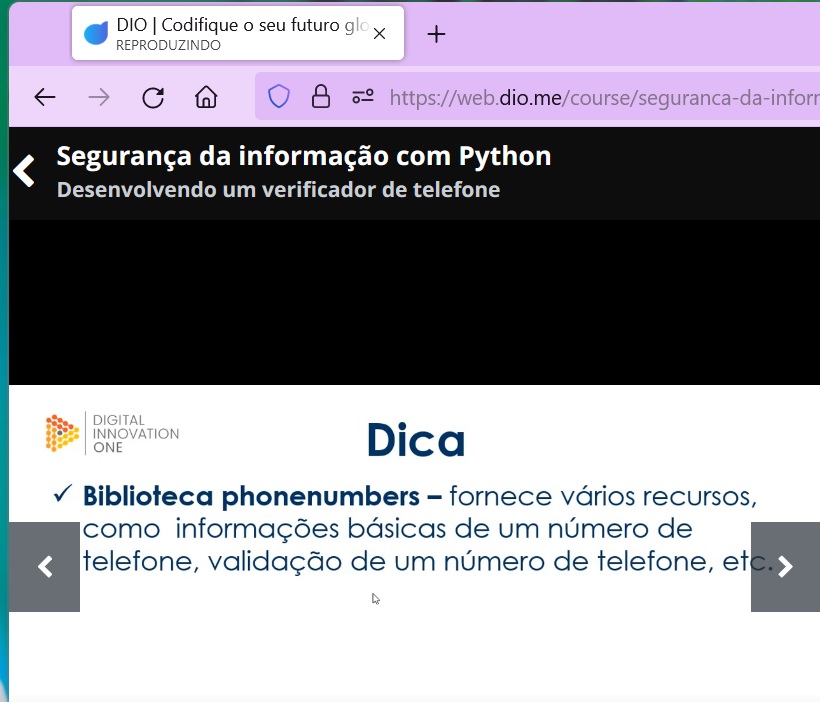 DIO | Codifique o seu futuro glo
REPRODUZINDO
https://web.dio.me/course/seguranca-da-infor
Segurança da informação com Python
Desenvolvendo um verificador de telefone
DIGITAL
INNOVATION
ONE
Dica
✓ Biblioteca phonenumbers – fornece vários recursos,
como informações básicas de um número de
telefone, validação de um número de telefone, etc.